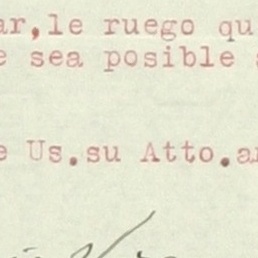 ar,le ruego qu
e sea posible
e Us.su Atto.a